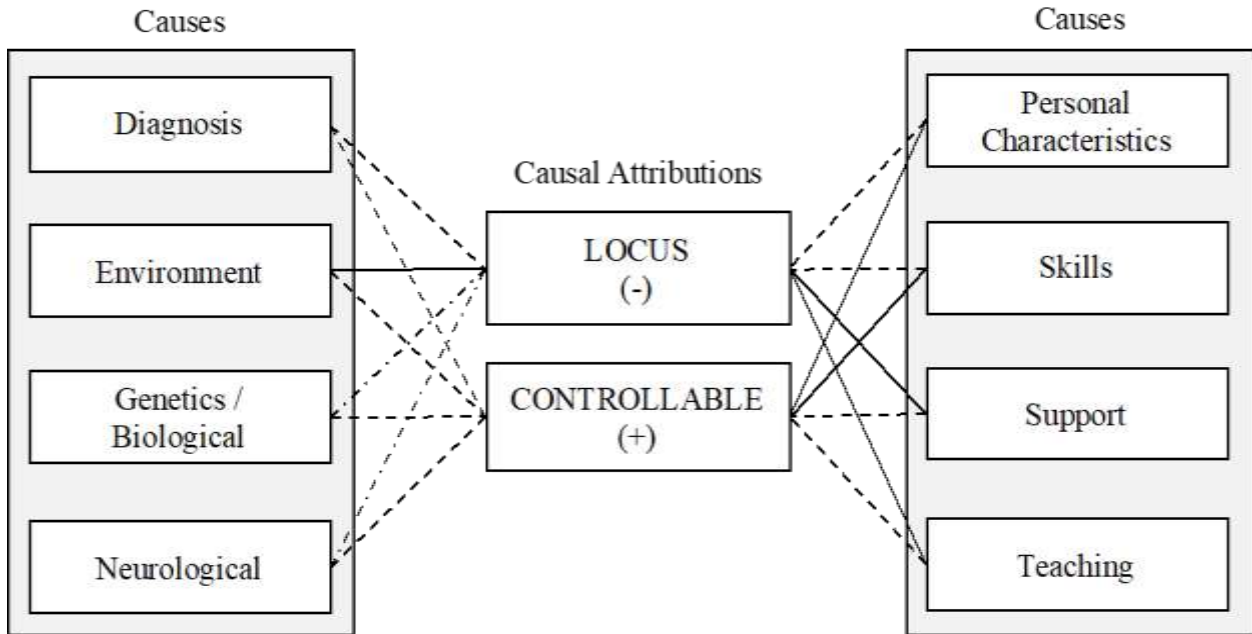 Causes
Diagnosis
Environment
Genetics /
Biological
Neurological
Causal Attributions
LOCUS
(-)
CONTROLLABLE
(+)
Causes
Personal
Characteristics
Skills
Support
Teaching